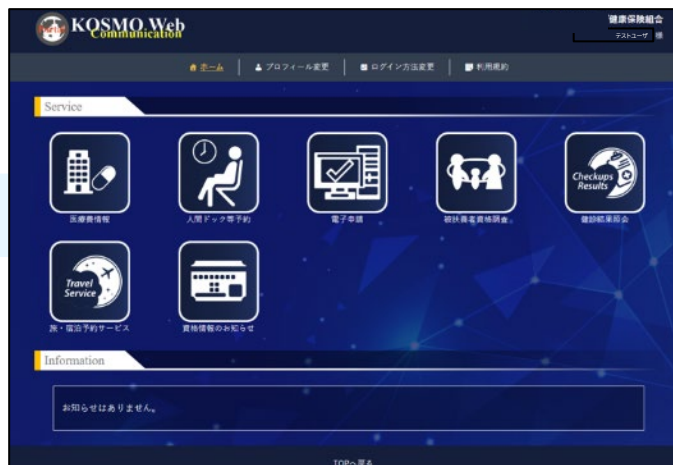 Portal
KOSMO Web
Communication
健康保険組合
テストユーザ 様
ホーム
プロフィール変更
ログイン方法変更
利用規約
Service
医療費情報
人間ドック等予約
電子申請
被扶養者資格調査
Checkups
Results
健診結果照会
Travel
Service
旅・宿泊予約サービス
資格情報のお知らせ
Information
お知らせはありません。
TOPへ戻る